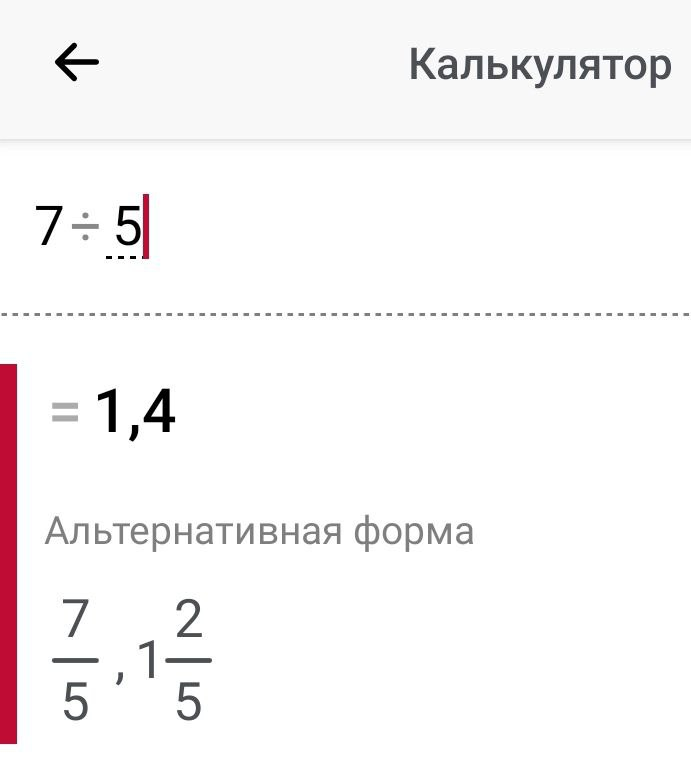 Калькулятор
7 ÷ 5
= 1,4
Альтернативная форма
7/5 , 1 2/5